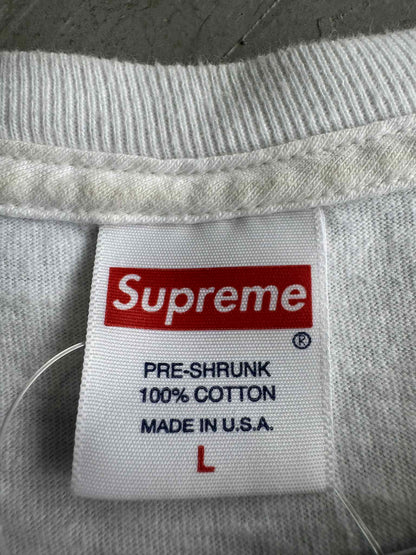 Supreme
®
PRE-SHRUNK
100% COTTON
MADE IN U.S.A.
L